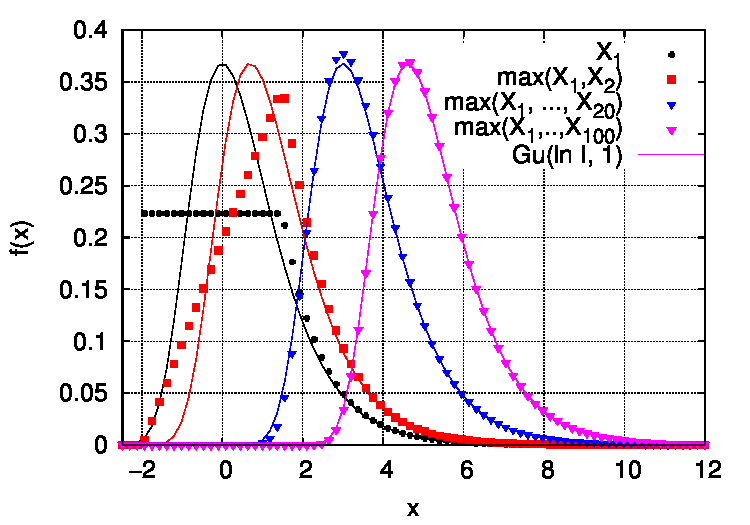 0.4
0.35
0.3
0.25
0.2
0.15
0.1
0.05
0
f(x)
X1
max(X1,X2)
max(X1, ..., X20)
max(X1,..,X100)
Gu(ln l, 1)
−2 0 2 4 6 8 10 12
x